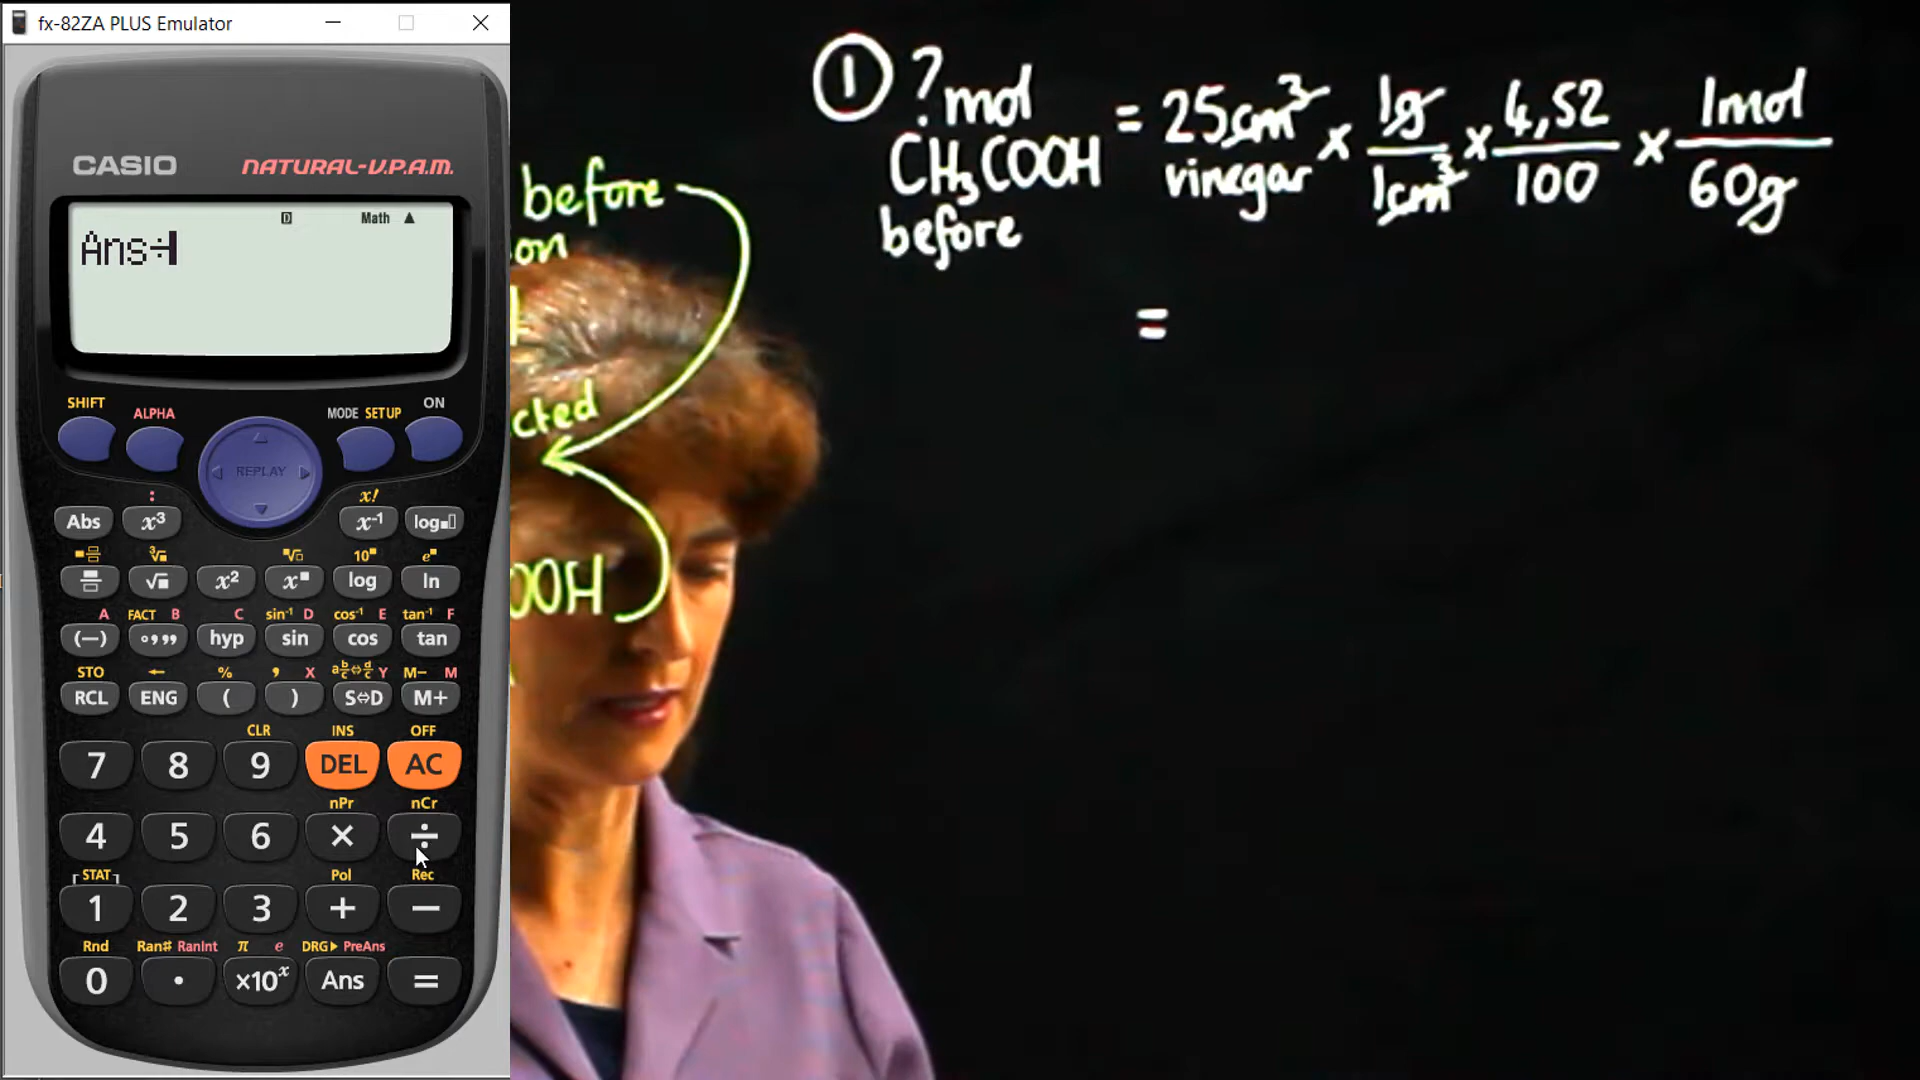 fx-82ZA PLUS Emulator
CASIO
NATURAL-V.P.A.M.
D Math ▲
Ans÷
SHIFT
ALPHA
MODE SETUP
ON
REPLAY
: x!
Abs x³ x⁻¹ log
³√ √ 10 e
√ x² x log ln
A FACT B C sin⁻¹ D cos⁻¹ E tan⁻¹ F
(−) °,,, hyp sin cos tan
STO ← % , X a b/c⇔d/c Y M− M
RCL ENG ( ) S⇔D M+
CLR INS OFF
7 8 9 DEL AC
nPr nCr
4 5 6 × ÷
STAT Pol Rec
1 2 3 + −
Rnd Ran# RanInt π e DRG▶ PreAns
0 • ×10ˣ Ans =
before
on
cted
OOH
① ? mol CH₃COOH before = 25cm³ vinegar × 1g/1cm³ × 4,52/100 × 1mol/60g
=